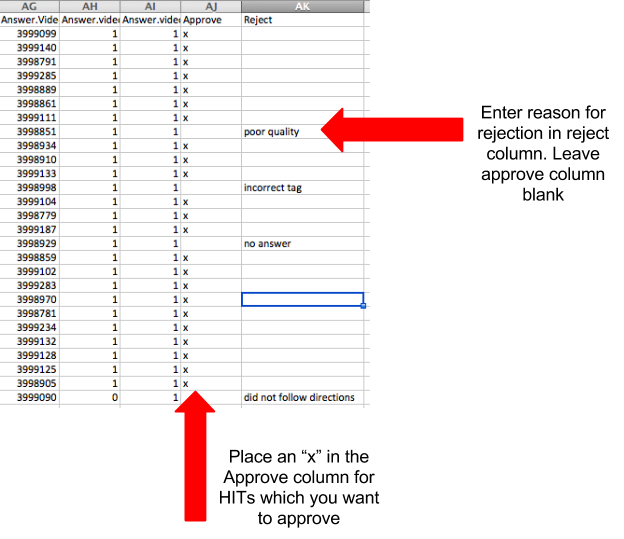 AG AH AI AJ AK
Answer.Vide Answer.vide Answer.vide Approve Reject
3999099 1 1 x
3999140 1 1 x
3998791 1 1 x
3999285 1 1 x
3998889 1 1 x
3998861 1 1 x
3999111 1 1 x
3998851 1 1 poor quality
3998934 1 1 x
3998910 1 1 x
3999133 1 1 x
3998998 1 1 incorrect tag
3999104 1 1 x
3998779 1 1 x
3999187 1 1 x
3998929 1 1 no answer
3998859 1 1 x
3999102 1 1 x
3999283 1 1 x
3998970 1 1 x
3998781 1 1 x
3999234 1 1 x
3999132 1 1 x
3999128 1 1 x
3999125 1 1 x
3998905 1 1 x
3999090 0 1 did not follow directions
Enter reason for
rejection in reject
column. Leave
approve column
blank
Place an “x” in the
Approve column for
HITs which you want
to approve